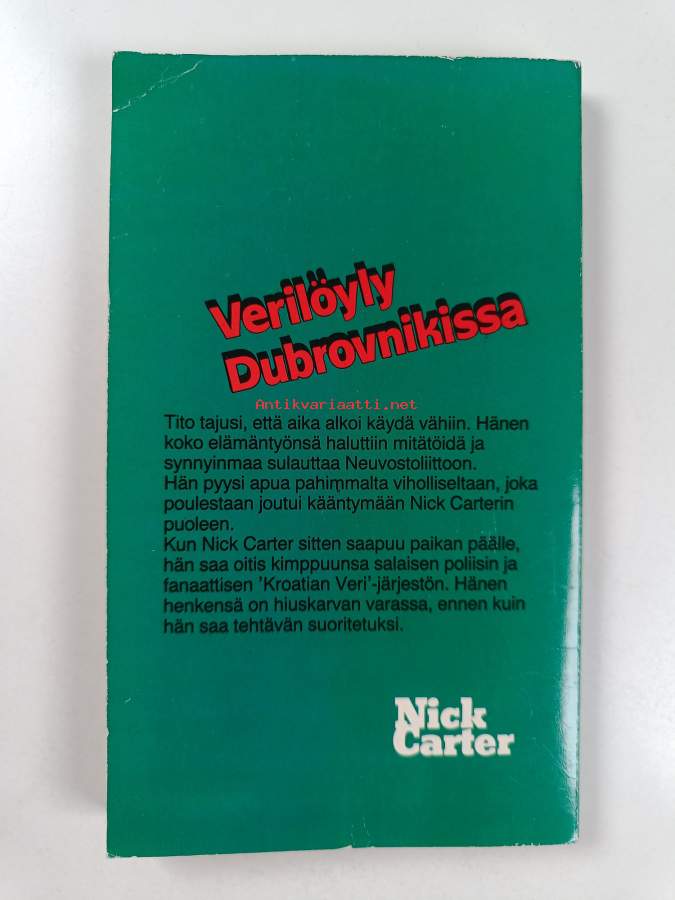 Verilöyly
Dubrovnikissa
Antikvariaatti.net
Tito tajusi, että aika alkoi käydä vähiin. Hänen
koko elämäntyönsä haluttiin mitätöidä ja
synnyinmaa sulauttaa Neuvostoliittoon.
Hän pyysi apua pahimmalta viholliseltaan, joka
poulestaan joutui kääntymään Nick Carterin
puoleen.
Kun Nick Carter sitten saapuu paikan päälle,
hän saa oitis kimppuunsa salaisen poliisin ja
fanaattisen 'Kroatian Veri'-järjestön. Hänen
henkensä on hiuskarvan varassa, ennen kuin
hän saa tehtävän suoritetuksi.
Nick
Carter